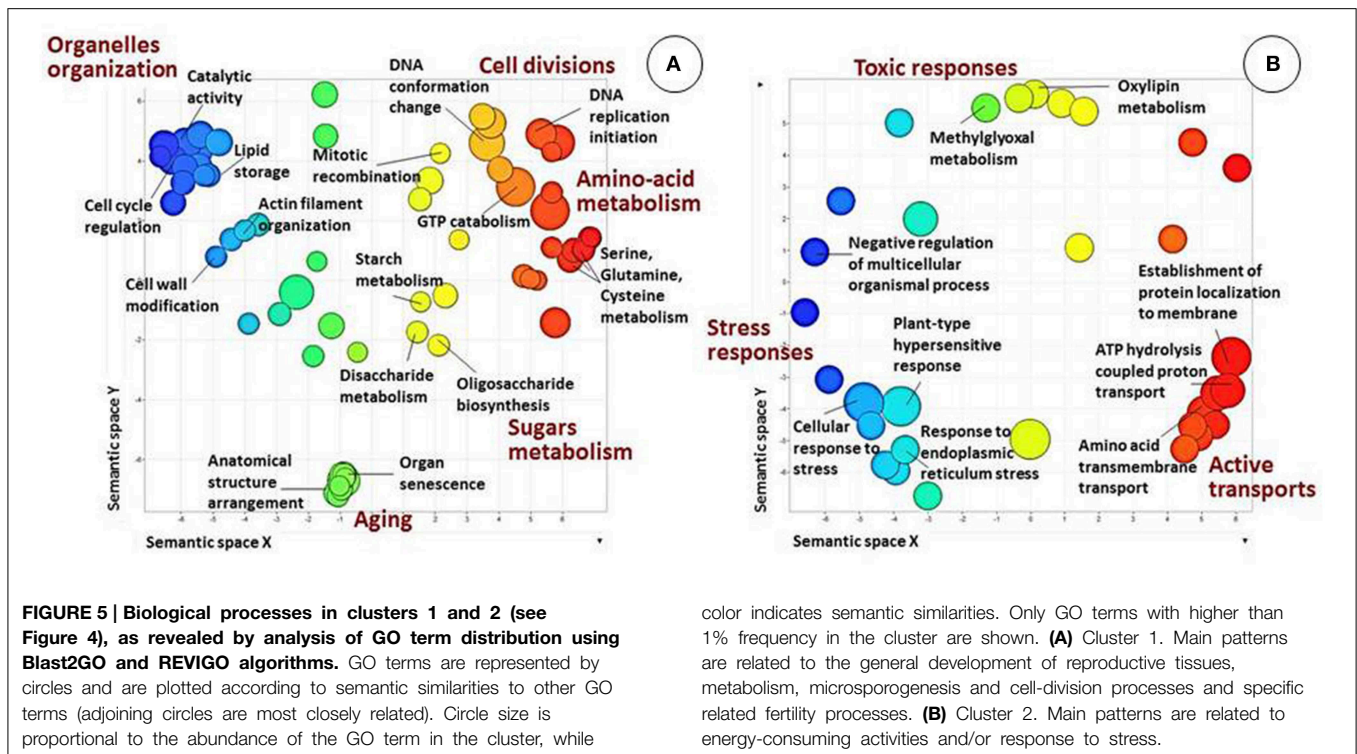 Organelles
organization
Catalytic
activity
DNA
conformation
change
Cell divisions
A
DNA
replication
initiation
Lipid
storage
Mitotic
recombination
Amino-acid
metabolism
Cell cycle
regulation
Actin filament
organization
GTP catabolism
Starch
metabolism
Serine,
Glutamine,
Cysteine
metabolism
Cell wall
modification
Disaccharide
metabolism
Oligosaccharide
biosynthesis
Sugars
metabolism
Anatomical
structure
arrangement
Organ
senescence
Aging
Semantic space Y
Semantic space X
Toxic responses
B
Oxylipin
metabolism
Methylglyoxal
metabolism
Negative regulation
of multicellular
organismal process
Establishment of
protein localization
to membrane
Stress
responses
Plant-type
hypersensitive
response
ATP hydrolysis
coupled proton
transport
Cellular
response to
stress
Response to
endoplasmic
reticulum stress
Amino acid
transmembrane
transport
Active
transports
Semantic space Y
Semantic space X
FIGURE 5 | Biological processes in clusters 1 and 2 (see
Figure 4), as revealed by analysis of GO term distribution using
Blast2GO and REVIGO algorithms. GO terms are represented by
circles and are plotted according to semantic similarities to other GO
terms (adjoining circles are most closely related). Circle size is
proportional to the abundance of the GO term in the cluster, while
color indicates semantic similarities. Only GO terms with higher than
1% frequency in the cluster are shown. (A) Cluster 1. Main patterns
are related to the general development of reproductive tissues,
metabolism, microsporogenesis and cell-division processes and specific
related fertility processes. (B) Cluster 2. Main patterns are related to
energy-consuming activities and/or response to stress.